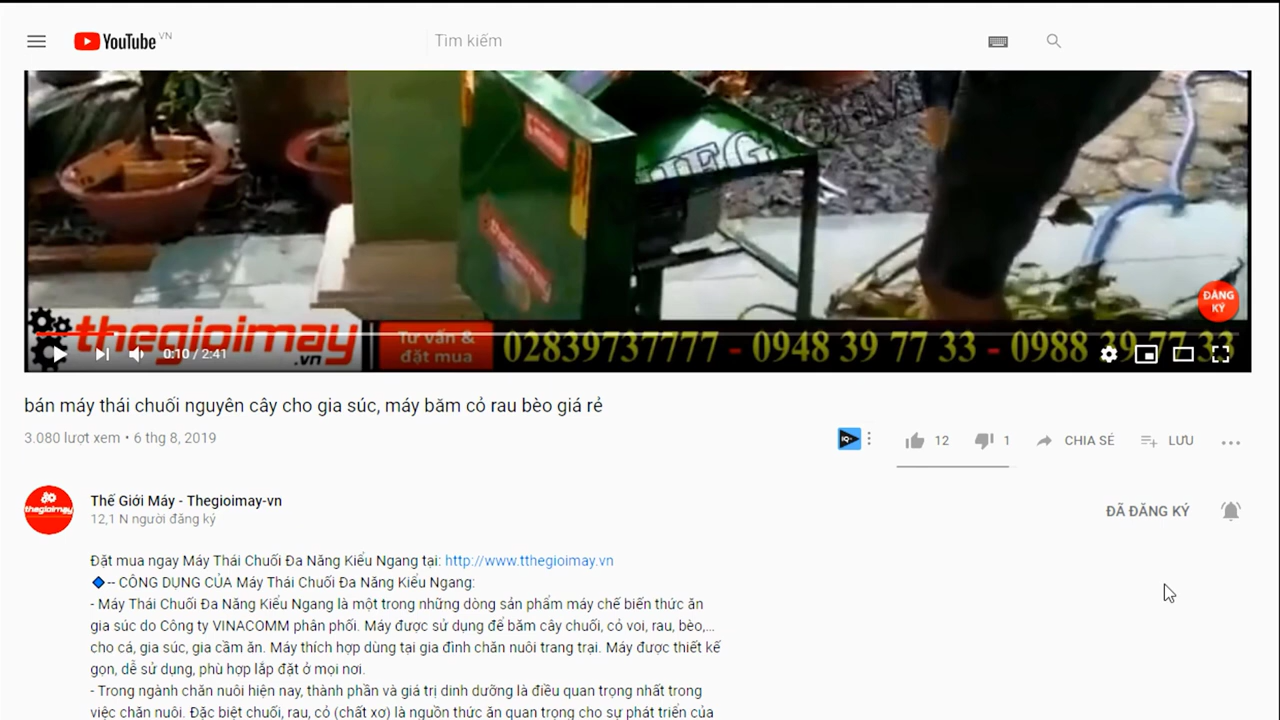 YouTube VN
Tìm kiếm
ĐĂNG
KÝ
thegioimay
.vn
Tư vấn &
đặt mua
02839737777 - 0948 39 77 33 - 0988 39 77 33
0:10 / 2:41
bán máy thái chuối nguyên cây cho gia súc, máy băm cỏ rau bèo giá rẻ
3.080 lượt xem • 6 thg 8, 2019
12
1
CHIA SẺ
LƯU
Thế Giới Máy - Thegioimay-vn
12,1 N người đăng ký
thegioimay
ĐÃ ĐĂNG KÝ
Đặt mua ngay Máy Thái Chuối Đa Năng Kiểu Ngang tại: http://www.tthegioimay.vn
-- CÔNG DỤNG CỦA Máy Thái Chuối Đa Năng Kiểu Ngang:
- Máy Thái Chuối Đa Năng Kiểu Ngang là một trong những dòng sản phẩm máy chế biến thức ăn
gia súc do Công ty VINACOMM phân phối. Máy được sử dụng để băm cây chuối, cỏ voi, rau, bèo,...
cho cá, gia súc, gia cầm ăn. Máy thích hợp dùng tại gia đình chăn nuôi trang trại. Máy được thiết kế
gọn, dễ sử dụng, phù hợp lắp đặt ở mọi nơi.
- Trong ngành chăn nuôi hiện nay, thành phần và giá trị dinh dưỡng là điều quan trọng nhất trong
việc chăn nuôi. Đặc biệt chuối, rau, cỏ (chất xơ) là nguồn thức ăn quan trọng cho sự phát triển của